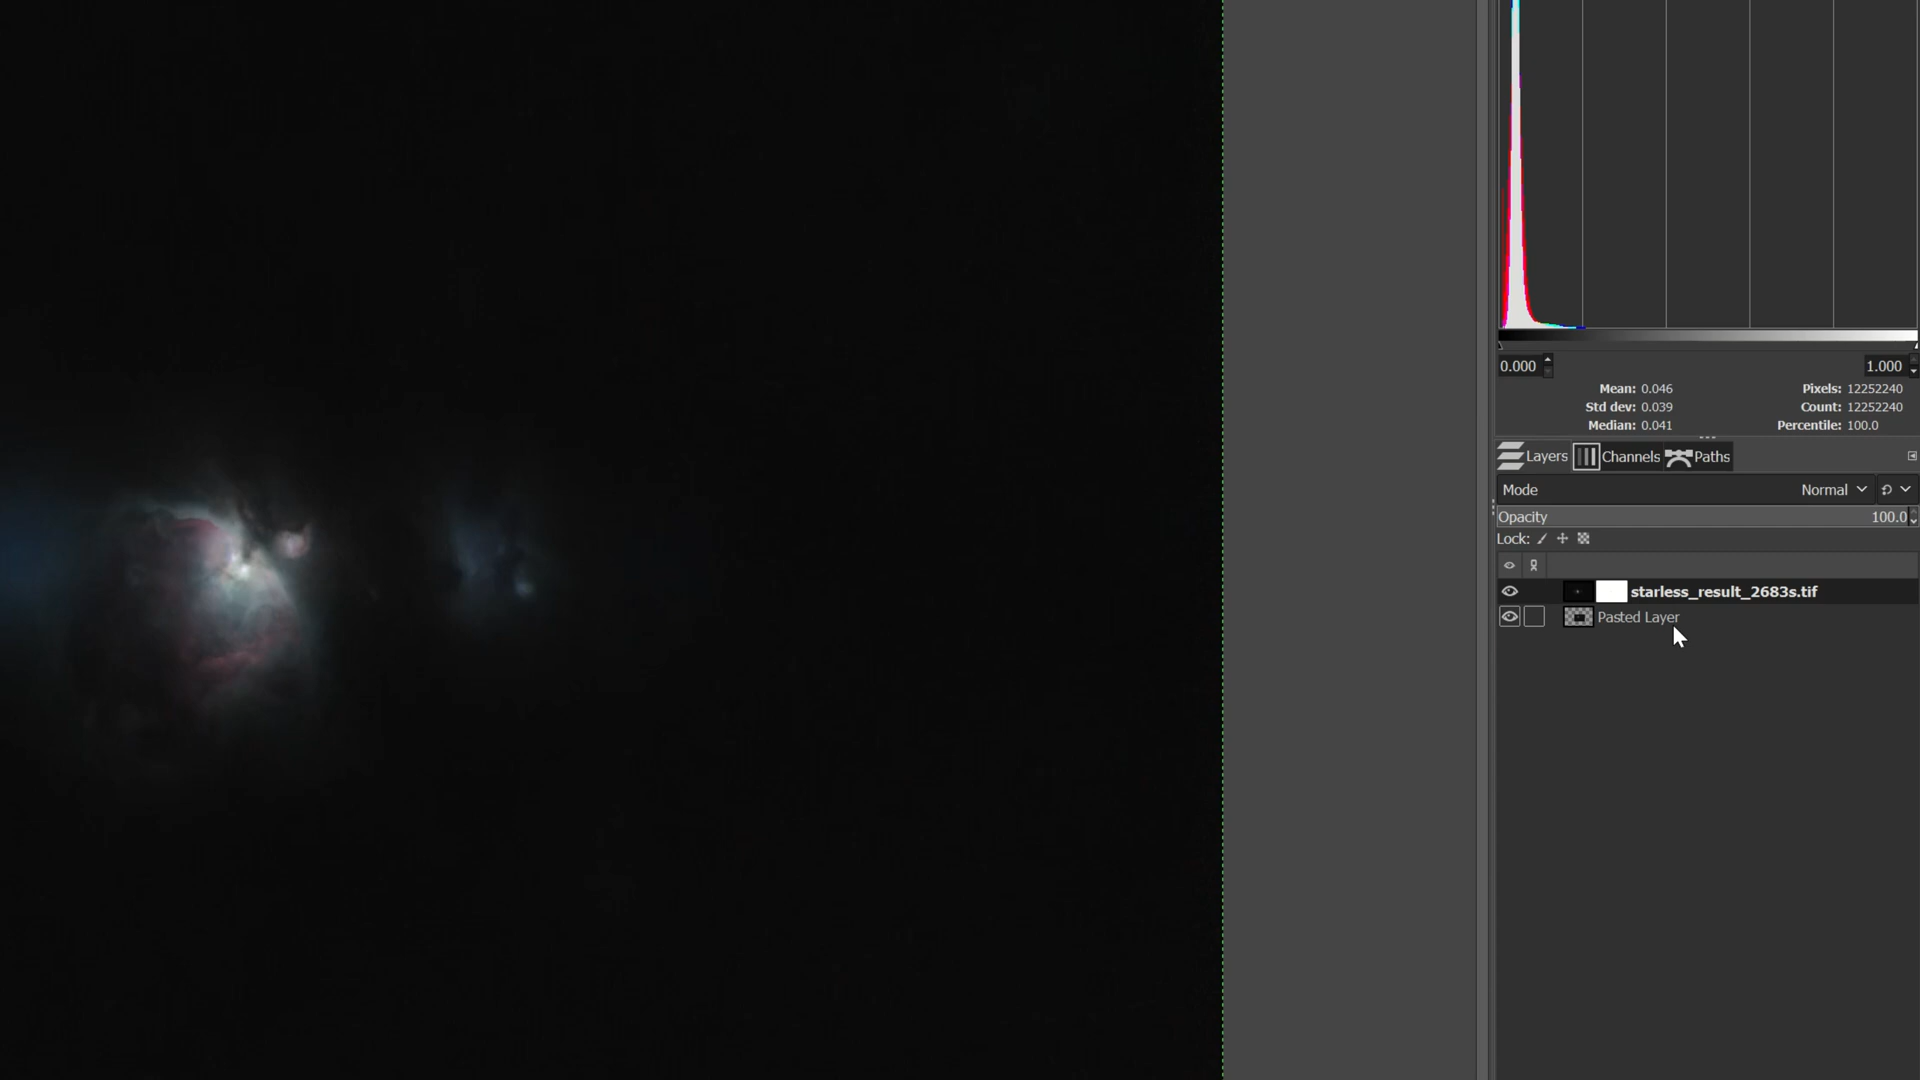 0.000 1.000
Mean: 0.046 Pixels: 12252240
Std dev: 0.039 Count: 12252240
Median: 0.041 Percentile: 100.0
Layers Channels Paths
Mode Normal
Opacity 100.0
Lock:
starless_result_2683s.tif
Pasted Layer